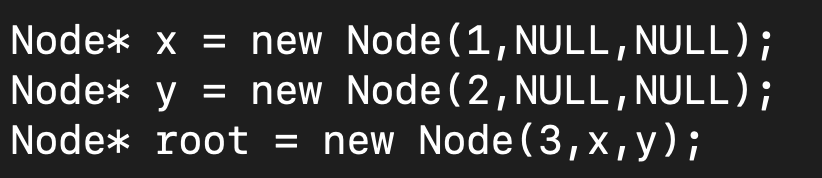 Node* x = new Node(1,NULL,NULL);
Node* y = new Node(2,NULL,NULL);
Node* root = new Node(3,x,y);